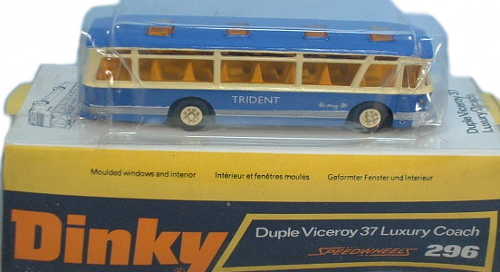 TRIDENT
Duple Viceroy 37
Luxury Coach
Moulded windows and interior
Intérieur et fenêtres moulés
Geformter Fenster und Interieur
Dinky
Duple Viceroy 37 Luxury Coach
SPEEDWHEELS 296